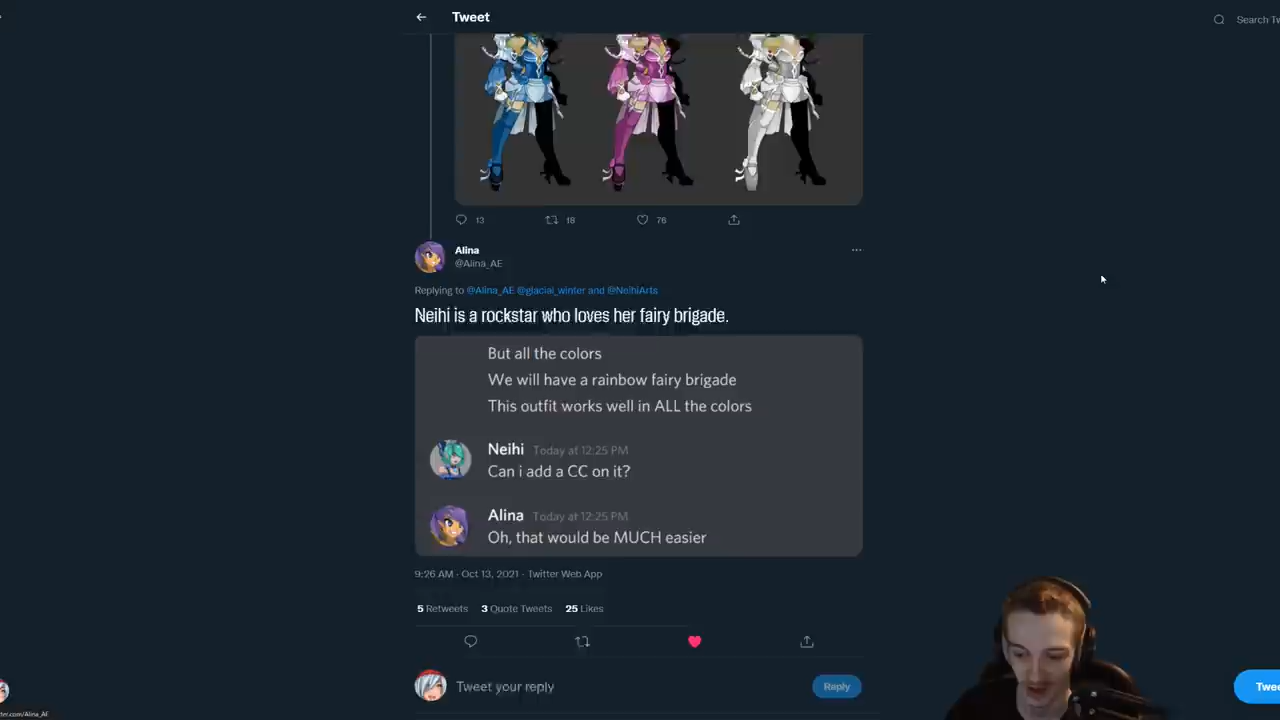 Tweet
Search Tw
13
18
76
Alina
@Alina_AE
Replying to @Alina_AE @glacial_winter and @NeihiArts
Neihi is a rockstar who loves her fairy brigade.
But all the colors
We will have a rainbow fairy brigade
This outfit works well in ALL the colors
Neihi Today at 12:25 PM
Can i add a CC on it?
Alina Today at 12:25 PM
Oh, that would be MUCH easier
9:26 AM · Oct 13, 2021 · Twitter Web App
5 Retweets 3 Quote Tweets 25 Likes
Tweet your reply
Reply
Twee
tter.com/Alina_AE